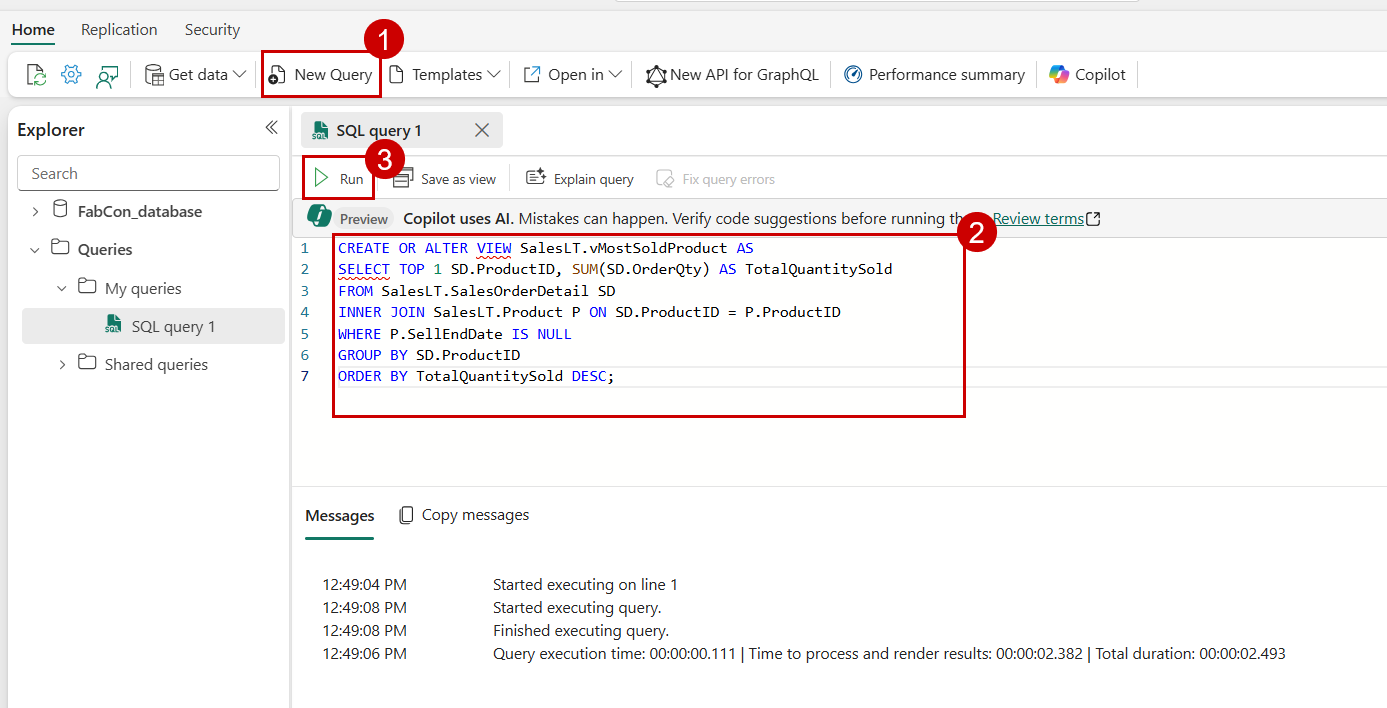 Home Replication Security
1
Get data New Query Templates Open in New API for GraphQL Performance summary Copilot
Explorer
Search
FabCon_database
Queries
My queries
SQL query 1
Shared queries
SQL query 1
3
Run Save as view Explain query Fix query errors
Preview Copilot uses AI. Mistakes can happen. Verify code suggestions before running Review terms
2
1 CREATE OR ALTER VIEW SalesLT.vMostSoldProduct AS
2 SELECT TOP 1 SD.ProductID, SUM(SD.OrderQty) AS TotalQuantitySold
3 FROM SalesLT.SalesOrderDetail SD
4 INNER JOIN SalesLT.Product P ON SD.ProductID = P.ProductID
5 WHERE P.SellEndDate IS NULL
6 GROUP BY SD.ProductID
7 ORDER BY TotalQuantitySold DESC;
Messages Copy messages
12:49:04 PM Started executing on line 1
12:49:08 PM Started executing query.
12:49:08 PM Finished executing query.
12:49:06 PM Query execution time: 00:00:00.111 | Time to process and render results: 00:00:02.382 | Total duration: 00:00:02.493